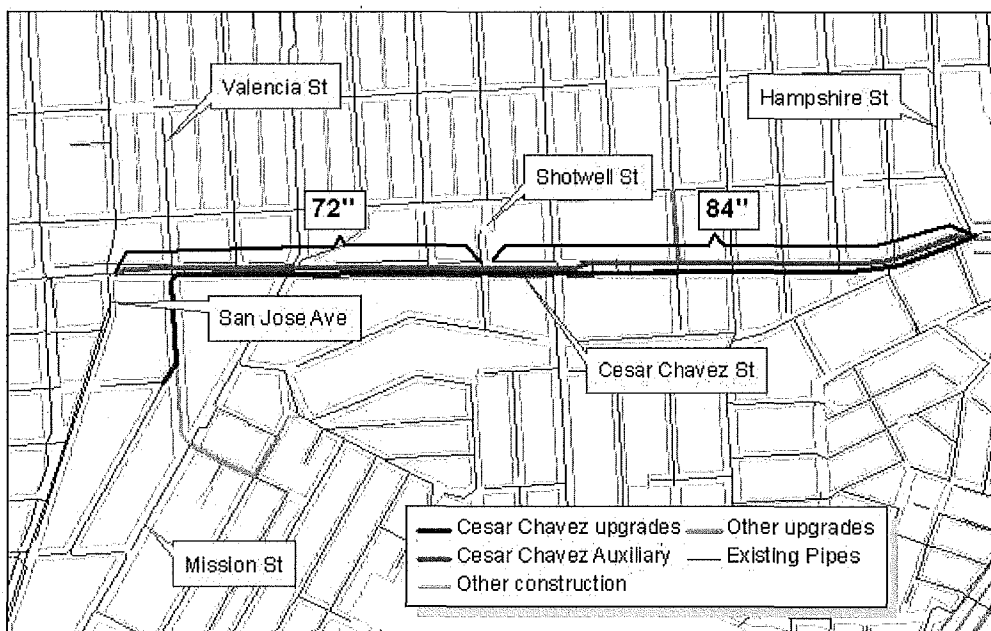 Valencia St
Hampshire St
Shotwell St
72"
84"
San Jose Ave
Cesar Chavez St
Mission St
Cesar Chavez upgrades
Other upgrades
Cesar Chavez Auxiliary
Existing Pipes
Other construction